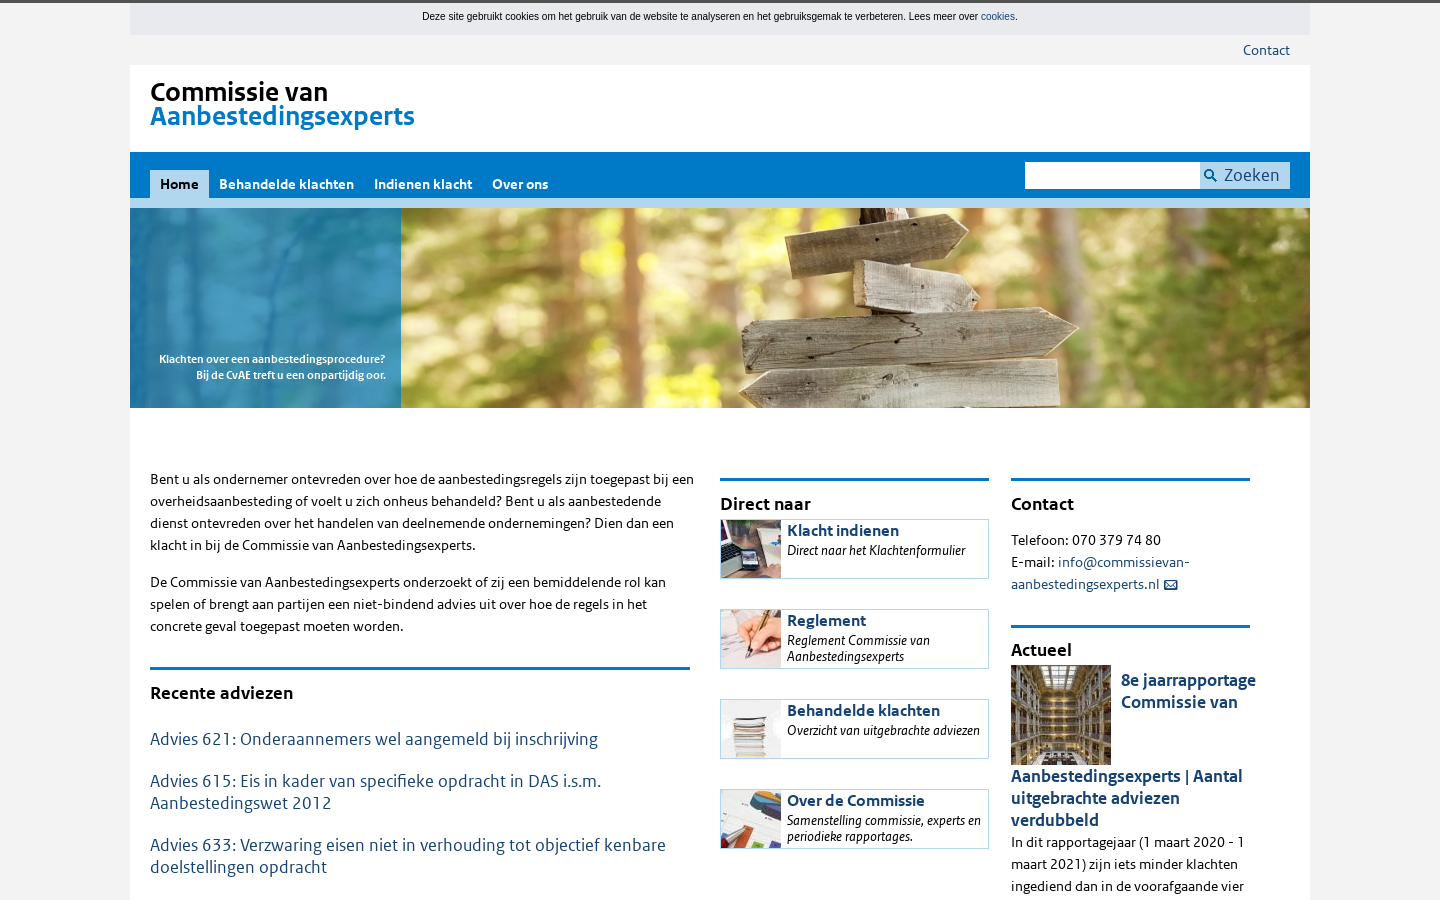 Deze site gebruikt cookies om het gebruik van de website te analyseren en het gebruiksgemak te verbeteren. Lees meer over cookies.
Contact
Commissie van
Aanbestedingsexperts
Home
Behandelde klachten
Indienen klacht
Over ons
Zoeken
Klachten over een aanbestedingsprocedure?
Bij de CvAE treft u een onpartijdig oor.
Bent u als ondernemer ontevreden over hoe de aanbestedingsregels zijn toegepast bij een
overheidsaanbesteding of voelt u zich onheus behandeld? Bent u als aanbestedende
dienst ontevreden over het handelen van deelnemende ondernemingen? Dien dan een
klacht in bij de Commissie van Aanbestedingsexperts.
De Commissie van Aanbestedingsexperts onderzoekt of zij een bemiddelende rol kan
spelen of brengt aan partijen een niet-bindend advies uit over hoe de regels in het
concrete geval toegepast moeten worden.
Recente adviezen
Advies 621: Onderaannemers wel aangemeld bij inschrijving
Advies 615: Eis in kader van specifieke opdracht in DAS i.s.m.
Aanbestedingswet 2012
Advies 633: Verzwaring eisen niet in verhouding tot objectief kenbare
doelstellingen opdracht
Direct naar
Klacht indienen
Direct naar het Klachtenformulier
Reglement
Reglement Commissie van
Aanbestedingsexperts
Behandelde klachten
Overzicht van uitgebrachte adviezen
Over de Commissie
Samenstelling commissie, experts en
periodieke rapportages.
Contact
Telefoon: 070 379 74 80
E-mail: info@commissievan-
aanbestedingsexperts.nl
Actueel
8e jaarrapportage
Commissie van
Aanbestedingsexperts | Aantal
uitgebrachte adviezen
verdubbeld
In dit rapportagejaar (1 maart 2020 - 1
maart 2021) zijn iets minder klachten
ingediend dan in de voorafgaande vier